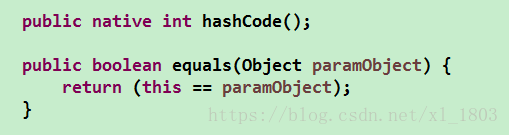 public native int hashCode();
public boolean equals(Object paramObject) {
    return (this == paramObject);
}
https://blog.csdn.net/xl_1803